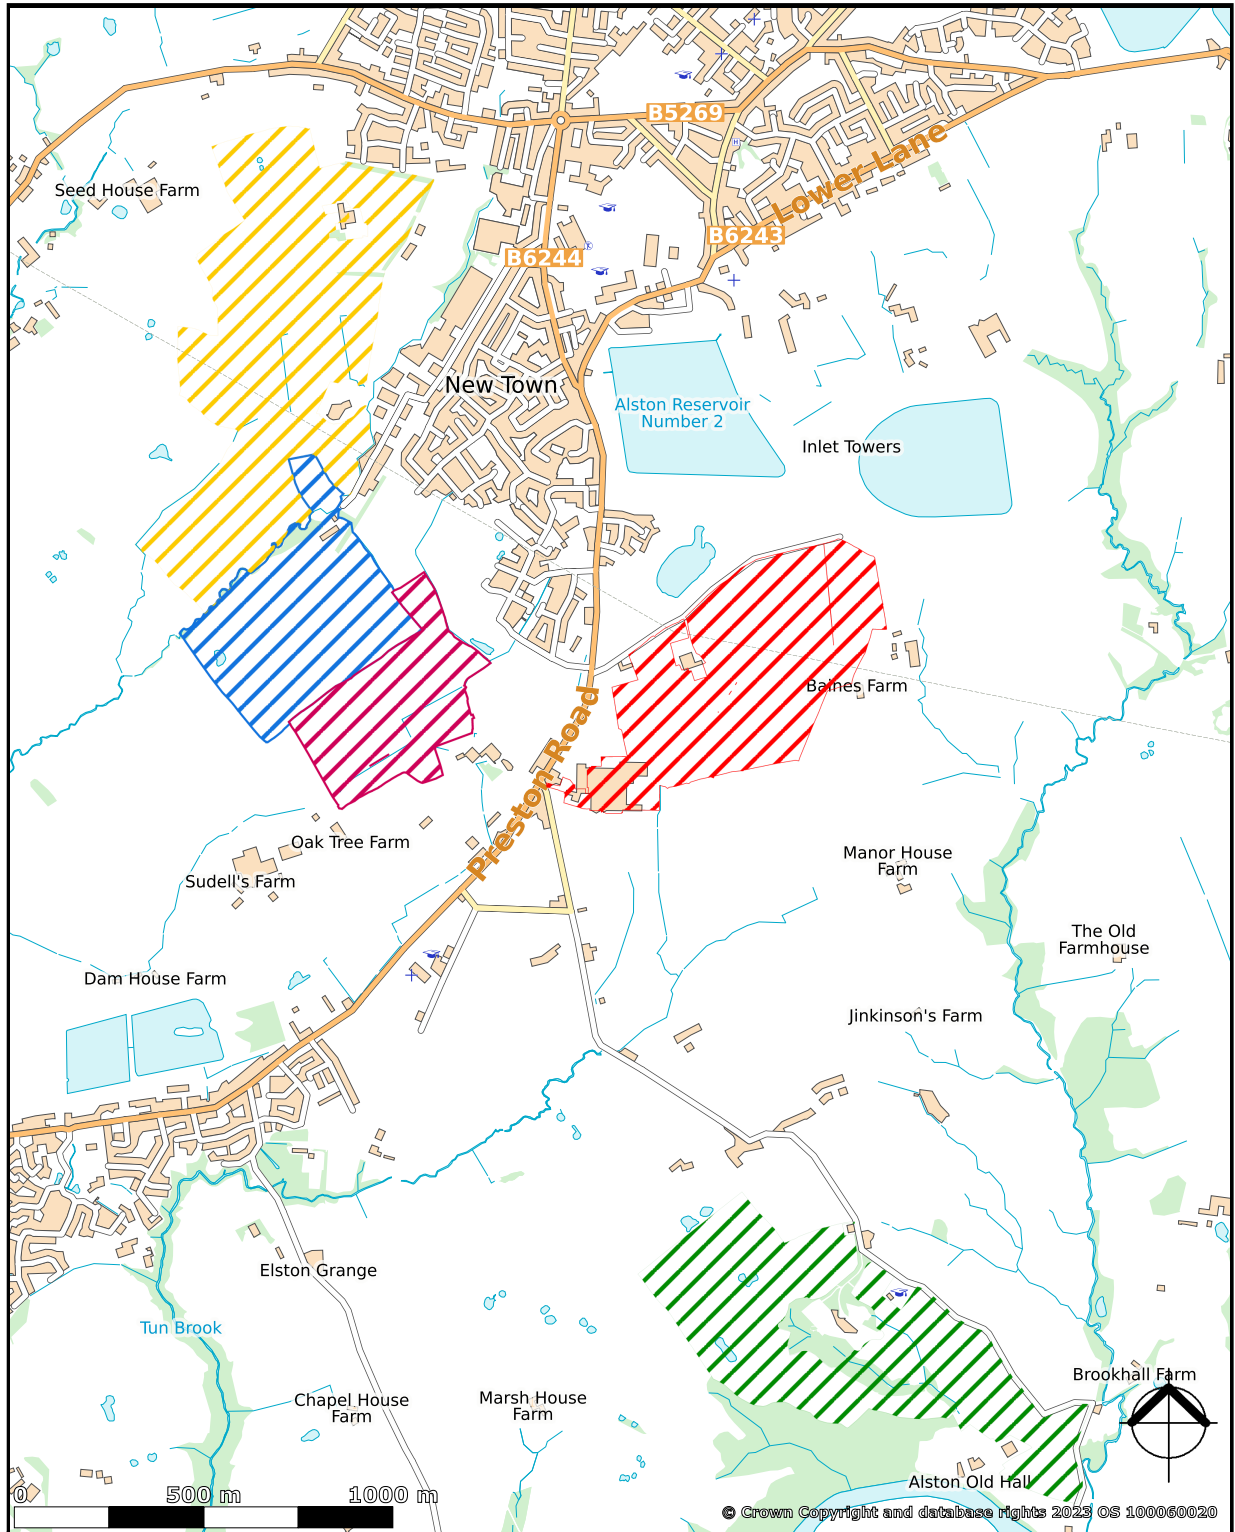 B5269
Lower Lane
Seed House Farm
B6243
B6244
New Town
Alston Reservoir
Number 2
Inlet Towers
Baines Farm
Preston Road
Oak Tree Farm
Manor House
Farm
Sudell's Farm
The Old
Farmhouse
Dam House Farm
Jinkinson's Farm
Elston Grange
Tun Brook
Brookhall Farm
Chapel House
Farm
Marsh House
Farm
Alston Old Hall
0 500 m 1000 m
© Crown Copyright and database rights 2023 OS 1000060020